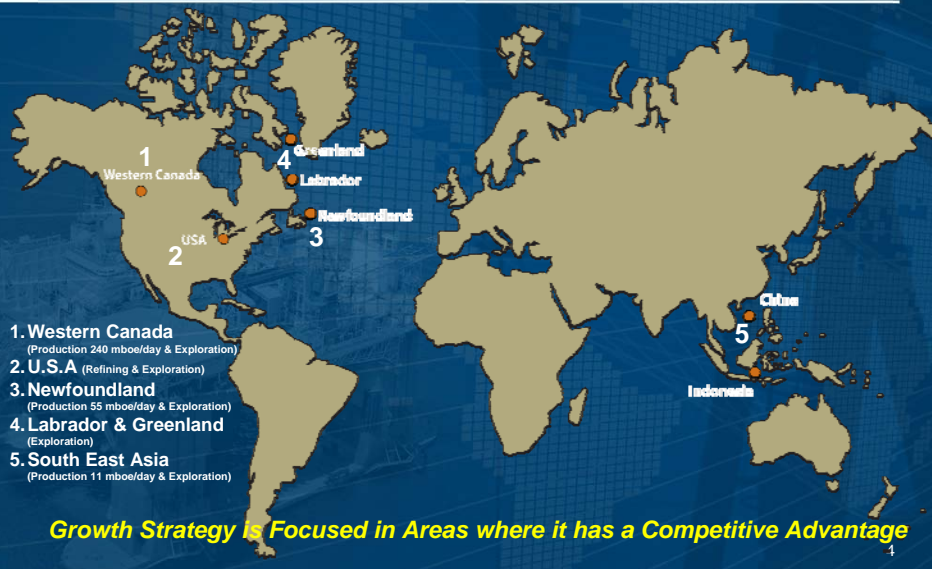 1
Western Canada
4
Greenland
Labrador
Newfoundland
3
USA
2
China
5
Indonesia
1. Western Canada
(Production 240 mboe/day & Exploration)
2. U.S.A (Refining & Exploration)
3. Newfoundland
(Production 55 mboe/day & Exploration)
4. Labrador & Greenland
(Exploration)
5. South East Asia
(Production 11 mboe/day & Exploration)
Growth Strategy is Focused in Areas where it has a Competitive Advantage
4